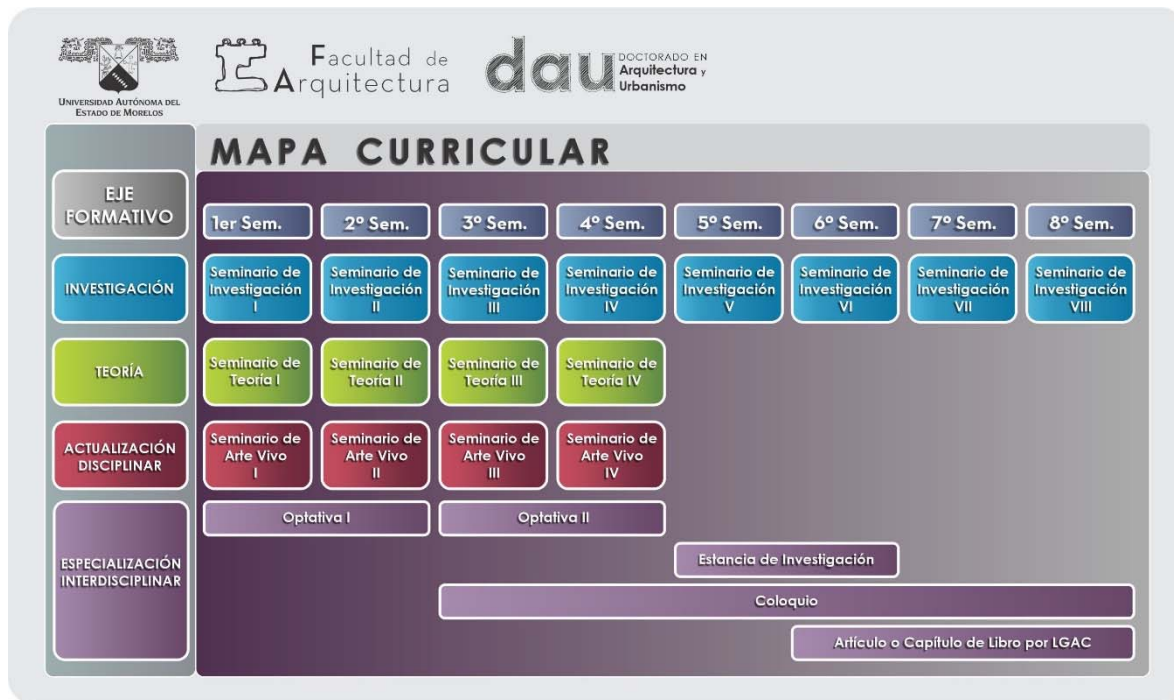 UNIVERSIDAD AUTÓNOMA DEL
ESTADO DE MORELOS
Facultad de
Arquitectura
dau
DOCTORADO EN
Arquitectura y
Urbanismo
MAPA CURRICULAR
EJE
FORMATIVO
1er Sem.
2º Sem.
3º Sem.
4º Sem.
5º Sem.
6º Sem.
7º Sem.
8º Sem.
INVESTIGACIÓN
Seminario de
Investigación
I
Seminario de
Investigación
II
Seminario de
Investigación
III
Seminario de
Investigación
IV
Seminario de
Investigación
V
Seminario de
Investigación
VI
Seminario de
Investigación
VII
Seminario de
Investigación
VIII
TEORÍA
Seminario de
Teoría I
Seminario de
Teoría II
Seminario de
Teoría III
Seminario de
Teoría IV
ACTUALIZACIÓN
DISCIPLINAR
Seminario de
Arte Vivo
I
Seminario de
Arte Vivo
II
Seminario de
Arte Vivo
III
Seminario de
Arte Vivo
IV
ESPECIALIZACIÓN
INTERDISCIPLINAR
Optativa I
Optativa II
Estancia de Investigación
Coloquio
Artículo o Capítulo de Libro por LGAC